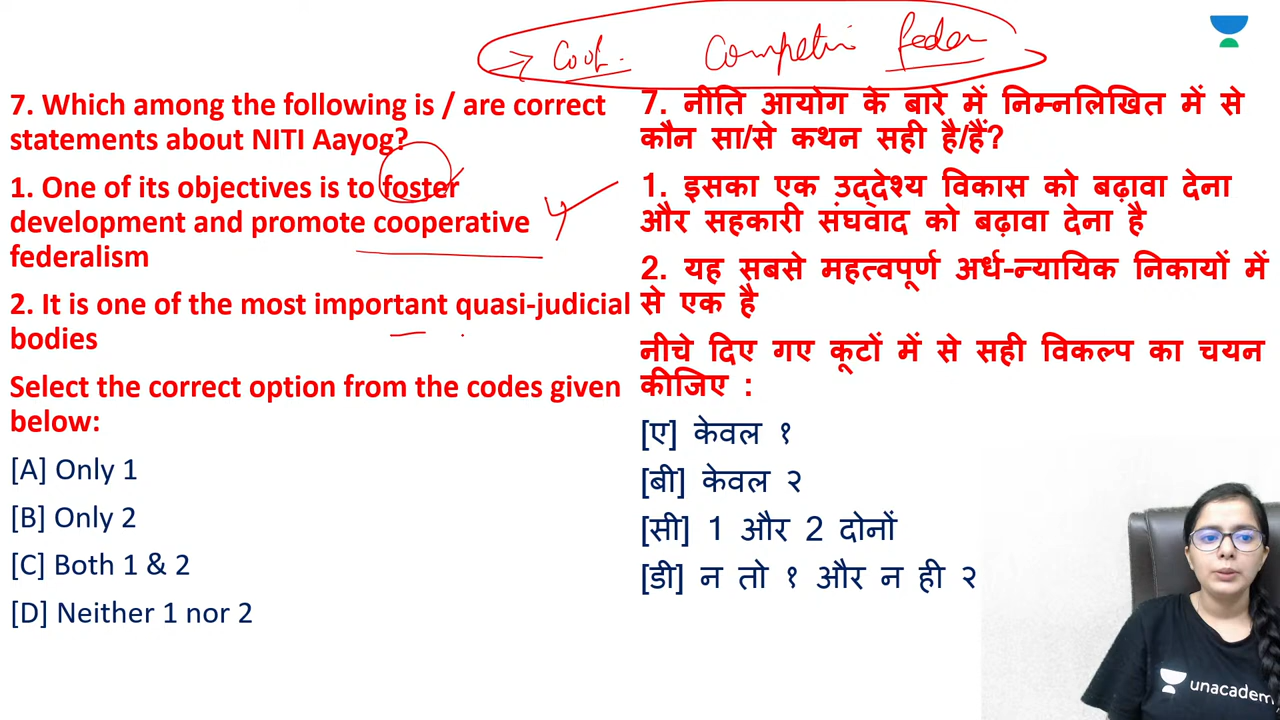 → Coop. Competiti Feder
7. Which among the following is / are correct
statements about NITI Aayog?
1. One of its objectives is to foster
development and promote cooperative
federalism
2. It is one of the most important quasi-judicial
bodies
Select the correct option from the codes given
below:
[A] Only 1
[B] Only 2
[C] Both 1 & 2
[D] Neither 1 nor 2
7. नीति आयोग के बारे में निम्नलिखित में से
कौन सा/से कथन सही है/हैं?
1. इसका एक उद्देश्य विकास को बढ़ावा देना
और सहकारी संघवाद को बढ़ावा देना है
2. यह सबसे महत्वपूर्ण अर्ध-न्यायिक निकायों में
से एक है
नीचे दिए गए कूटों में से सही विकल्प का चयन
कीजिए :
[ए] केवल १
[बी] केवल २
[सी] 1 और 2 दोनों
[डी] न तो १ और न ही २
unacadem